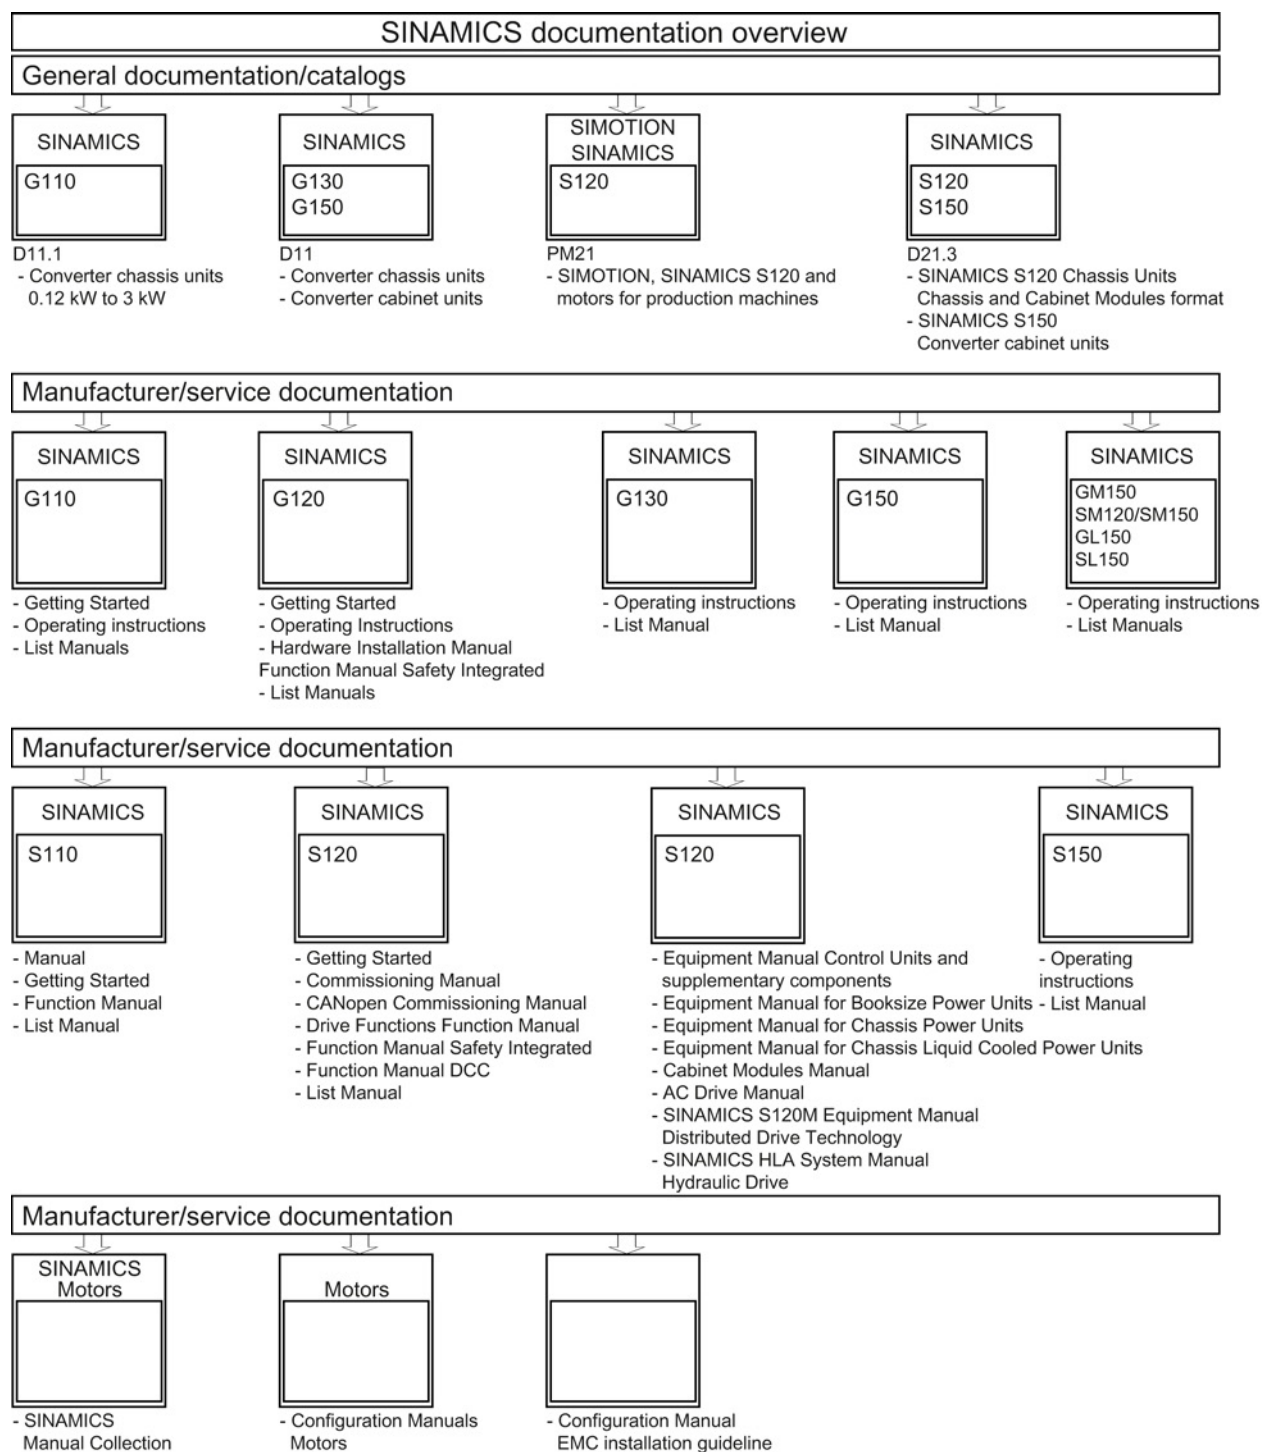 SINAMICS documentation overview
General documentation/catalogs
SINAMICS
G110
D11.1
- Converter chassis units
0.12 kW to 3 kW
SINAMICS
G130
G150
D11
- Converter chassis units
- Converter cabinet units
SIMOTION
SINAMICS
S120
PM21
- SIMOTION, SINAMICS S120 and
motors for production machines
SINAMICS
S120
S150
D21.3
- SINAMICS S120 Chassis Units
Chassis and Cabinet Modules format
- SINAMICS S150
Converter cabinet units
Manufacturer/service documentation
SINAMICS
G110
- Getting Started
- Operating instructions
- List Manuals
SINAMICS
G120
- Getting Started
- Operating Instructions
- Hardware Installation Manual
Function Manual Safety Integrated
- List Manuals
SINAMICS
G130
- Operating instructions
- List Manual
SINAMICS
G150
- Operating instructions
- List Manual
SINAMICS
GM150
SM120/SM150
GL150
SL150
- Operating instructions
- List Manuals
Manufacturer/service documentation
SINAMICS
S110
- Manual
- Getting Started
- Function Manual
- List Manual
SINAMICS
S120
- Getting Started
- Commissioning Manual
- CANopen Commissioning Manual
- Drive Functions Function Manual
- Function Manual Safety Integrated
- Function Manual DCC
- List Manual
SINAMICS
S120
- Equipment Manual Control Units and
supplementary components
- Equipment Manual for Booksize Power Units
- Equipment Manual for Chassis Power Units
- Equipment Manual for Chassis Liquid Cooled Power Units
- Cabinet Modules Manual
- AC Drive Manual
- SINAMICS S120M Equipment Manual
Distributed Drive Technology
- SINAMICS HLA System Manual
Hydraulic Drive
SINAMICS
S150
- Operating
instructions
- List Manual
Manufacturer/service documentation
SINAMICS
Motors
- SINAMICS
Manual Collection
Motors
- Configuration Manuals
Motors
- Configuration Manual
EMC installation guideline